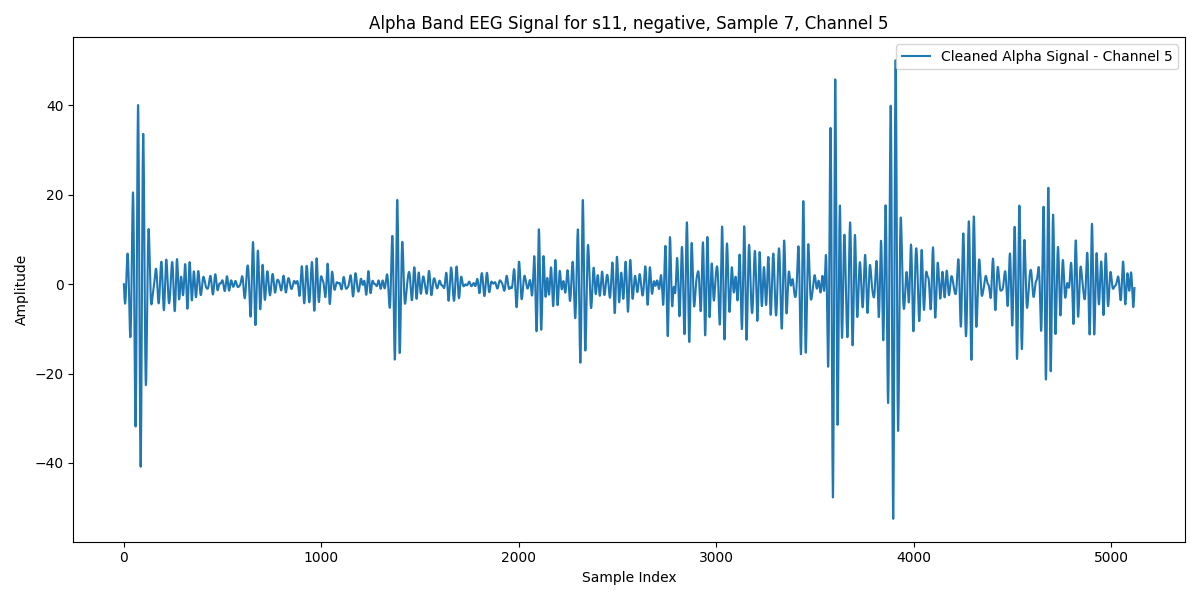 Alpha Band EEG Signal for s11, negative, Sample 7, Channel 5
Cleaned Alpha Signal - Channel 5
Amplitude
40
20
0
−20
−40
0 1000 2000 3000 4000 5000
Sample Index